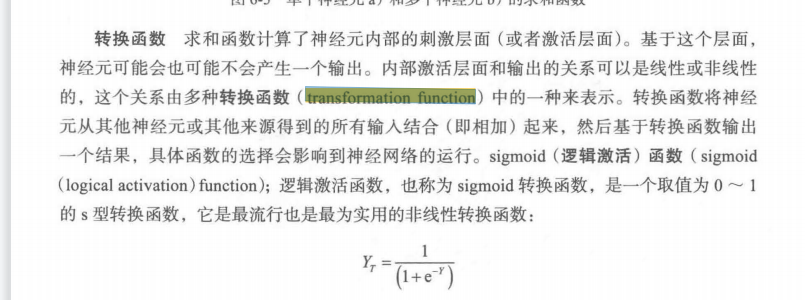 图 6-5 单个神经元 a) 和多个神经元 b) 的求和函数
转换函数 求和函数计算了神经元内部的刺激层面（或者激活层面）。基于这个层面，
神经元可能会也可能不会产生一个输出。内部激活层面和输出的关系可以是线性或非线性
的，这个关系由多种转换函数（transformation function）中的一种来表示。转换函数将神经
元从其他神经元或其他来源得到的所有输入结合（即相加）起来，然后基于转换函数输出
一个结果，具体函数的选择会影响到神经网络的运行。sigmoid（逻辑激活）函数（sigmoid
(logical activation) function)；逻辑激活函数，也称为 sigmoid 转换函数，是一个取值为 0 ~ 1
的 s 型转换函数，它是最流行也是最为实用的非线性转换函数：
Y_T = 1/(1+e^{-Y})